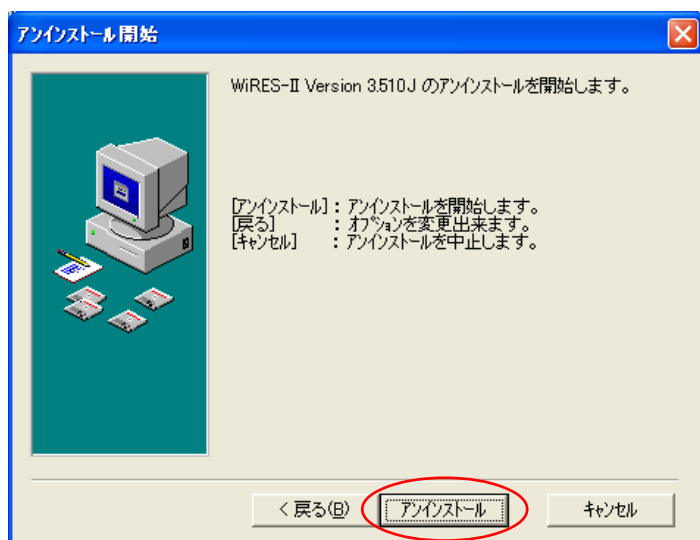 アンインストール開始
WiRES-II Version 3.510J のアンインストールを開始します。
[アンインストール]：アンインストールを開始します。
[戻る]　　　　：オプションを変更出来ます。
[キャンセル]　　：アンインストールを中止します。
< 戻る(B)　アンインストール　キャンセル